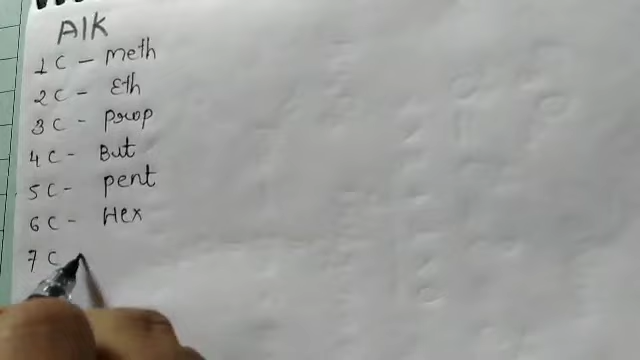 Alk
1C - Meth
2C - Eth
3C - Prop
4C - But
5C - Pent
6C - Hex
7C